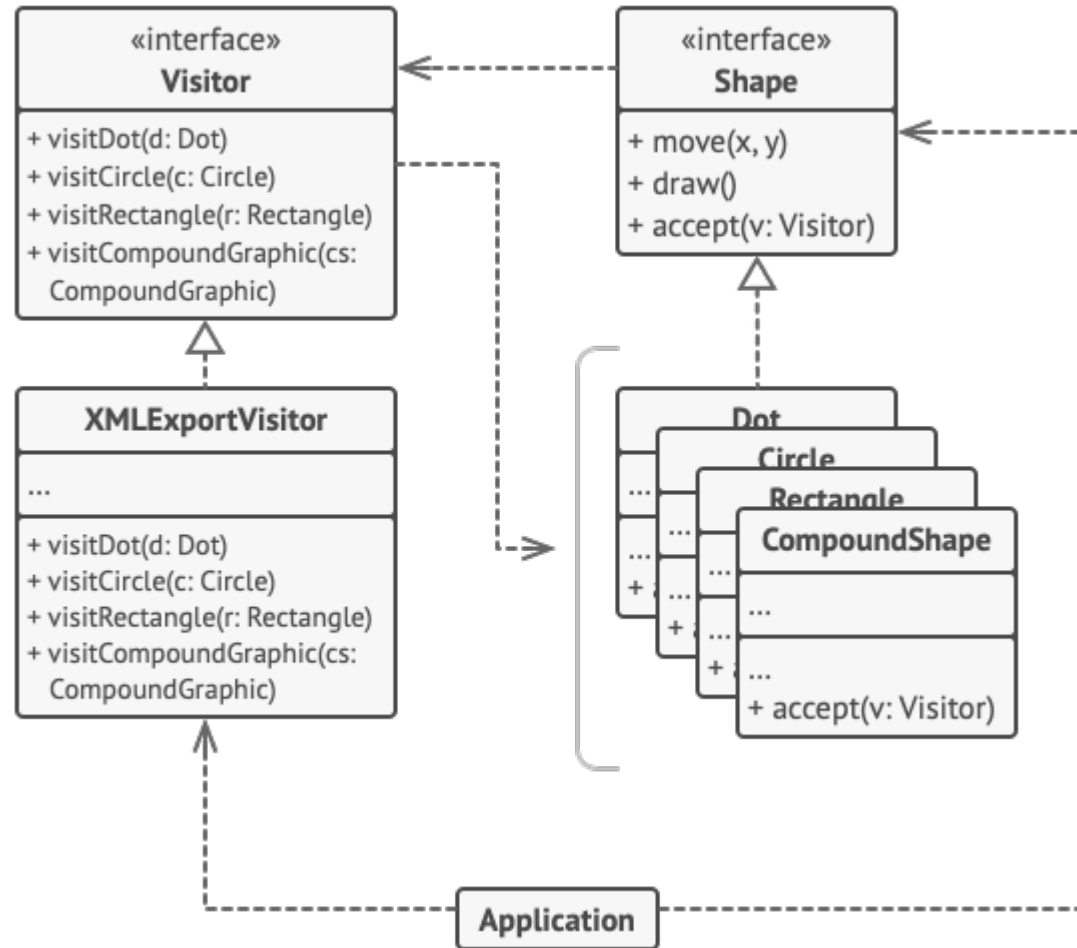 «interface»
Visitor
+ visitDot(d: Dot)
+ visitCircle(c: Circle)
+ visitRectangle(r: Rectangle)
+ visitCompoundGraphic(cs:
CompoundGraphic)
«interface»
Shape
+ move(x, y)
+ draw()
+ accept(v: Visitor)
XMLExportVisitor
...
+ visitDot(d: Dot)
+ visitCircle(c: Circle)
+ visitRectangle(r: Rectangle)
+ visitCompoundGraphic(cs:
CompoundGraphic)
Dot
...
...
+
Circle
...
...
+
Rectangle
...
...
+
CompoundShape
...
...
+ accept(v: Visitor)
Application